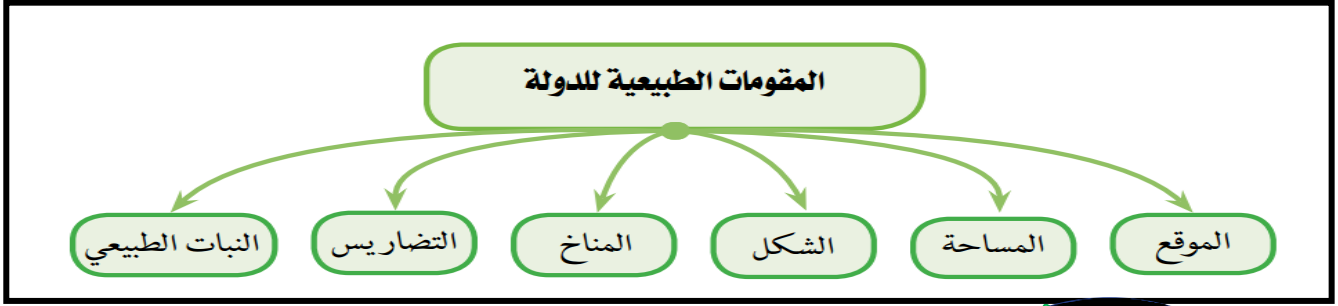 المقومات الطبيعية للدولة
الموقع
المساحة
الشكل
المناخ
التضاريس
النبات الطبيعي